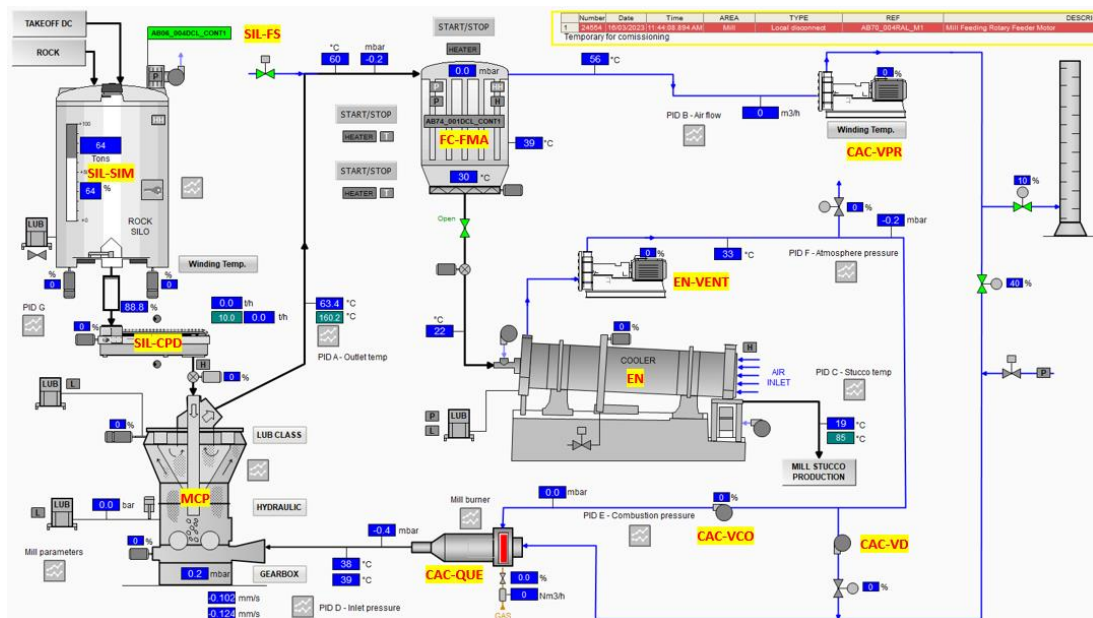 TAKEOFF DC
ROCK
AB06_004DCL_CONT1
SIL-FS
START/STOP
HEATER
Number Date Time AREA TYPE REF DESCRI
1 24554 16/03/2023 11:44:08.894 AM Mill Local disconnect AB70_004RAL_M1 Mill Feeding Rotary Feeder Motor
Temporary for comissioning
°C mbar
60 -0.2
0.0 mbar
56 °C
0 %
P
P
P H
START/STOP
HEATER T
AB74_001DCL_CONT1
FC-FMA
39 °C
PID B - Air flow
0 m3/h
Winding Temp.
CAC-VPR
+100
64
Tons
SIL-SIM
64 %
+0
ROCK
SILO
START/STOP
HEATER T
30 °C
10 %
0 %
-0.2 mbar
Open
LUB
Winding Temp.
0 %
33 °C
PID F - Atmosphere pressure
EN-VENT
% 0
% 0
88.8 %
0.0 t/h
10.0 0.0 t/h
63.4 °C
160.2 °C
PID A - Outlet temp
40 %
PID G
0 %
SIL-CPD
°C
22
0 %
COOLER
EN
H
AIR
INLET
PID C - Stucco temp
P
H
0 %
L
LUB
P
L
LUB
0 %
LUB CLASS
19 °C
85 °C
MILL STUCCO
PRODUCTION
MCP
L
LUB
0.0 bar
HYDRAULIC
Mill burner
0.0 mbar
0 %
PID E - Combustion pressure
CAC-VCO
CAC-VD
Mill parameters
0 %
-0.4 mbar
38 °C
39 °C
CAC-QUE
0.0 %
0 Nm3/h
GAS
0 %
0.2 mbar
GEARBOX
-0.102 mm/s
-0.124 mm/s
PID D - Inlet pressure